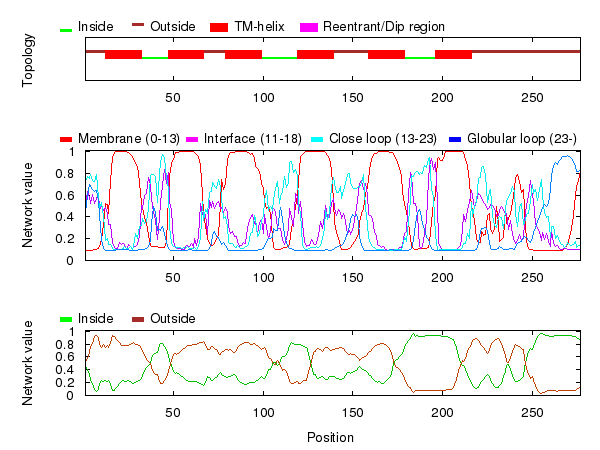 Inside Outside TM-helix Reentrant/Dip region
Topology
50 100 150 200 250
Membrane (0-13) Interface (11-18) Close loop (13-23) Globular loop (23-)
Network value
1
0.8
0.6
0.4
0.2
0
50 100 150 200 250
Inside Outside
Network value
1
0.8
0.6
0.4
0.2
0
50 100 150 200 250
Position